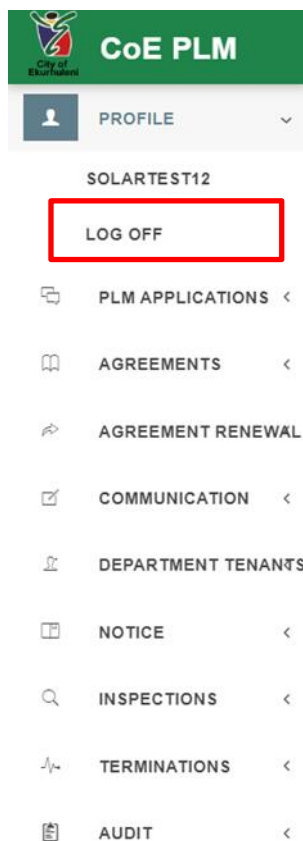 City of
Ekurhuleni
CoE PLM
PROFILE
SOLARTEST12
LOG OFF
PLM APPLICATIONS
AGREEMENTS
AGREEMENT RENEWAL
COMMUNICATION
DEPARTMENT TENANTS
NOTICE
INSPECTIONS
TERMINATIONS
AUDIT